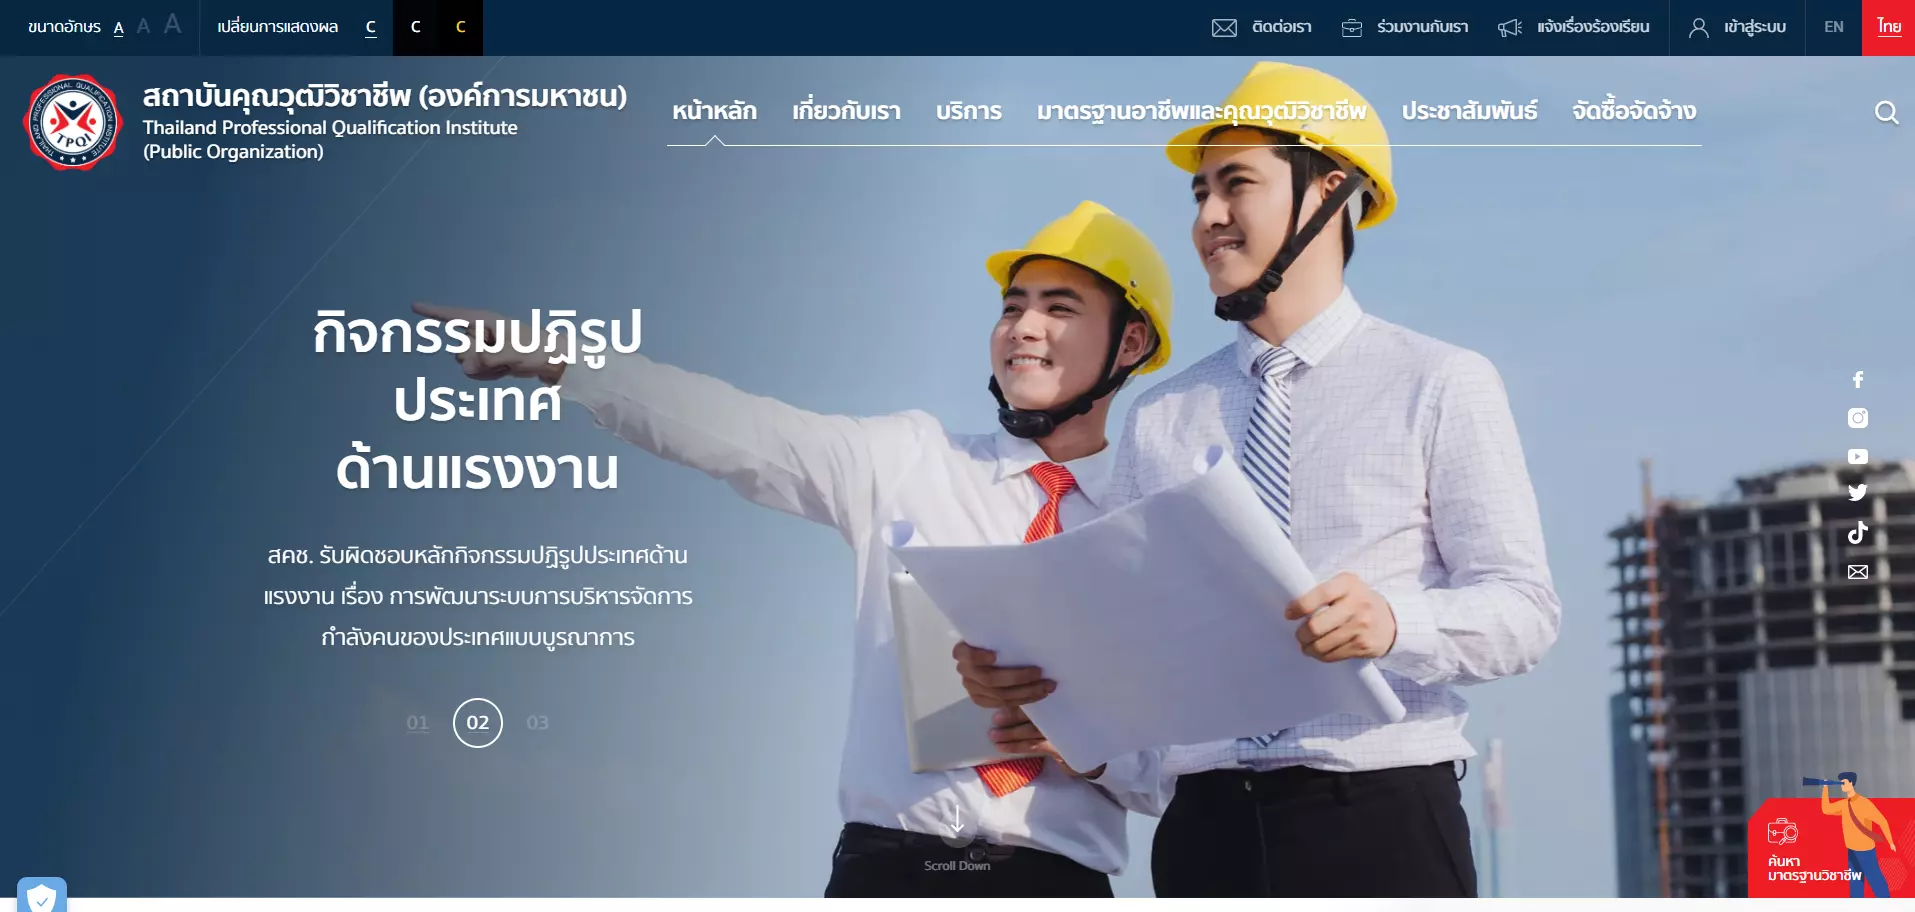 ขนาดอักษร A A A เปลี่ยนการแสดงผล C C C ติดต่อเรา ร่วมงานกับเรา แจ้งเรื่องร้องเรียน เข้าสู่ระบบ EN ไทย
THAILAND PROFESSIONAL QUALIFICATION INSTITUTE
TPQI
สถาบันคุณวุฒิวิชาชีพ (องค์การมหาชน)
Thailand Professional Qualification Institute
(Public Organization)
หน้าหลัก เกี่ยวกับเรา บริการ มาตรฐานอาชีพและคุณวุฒิวิชาชีพ ประชาสัมพันธ์ จัดซื้อจัดจ้าง
กิจกรรมปฏิรูป
ประเทศ
ด้านแรงงาน
สคช. รับผิดชอบหลักกิจกรรมปฏิรูปประเทศด้าน
แรงงาน เรื่อง การพัฒนาระบบการบริหารจัดการ
กำลังคนของประเทศแบบบูรณาการ
01 02 03
Scroll Down
ค้นหา
มาตรฐานวิชาชีพ